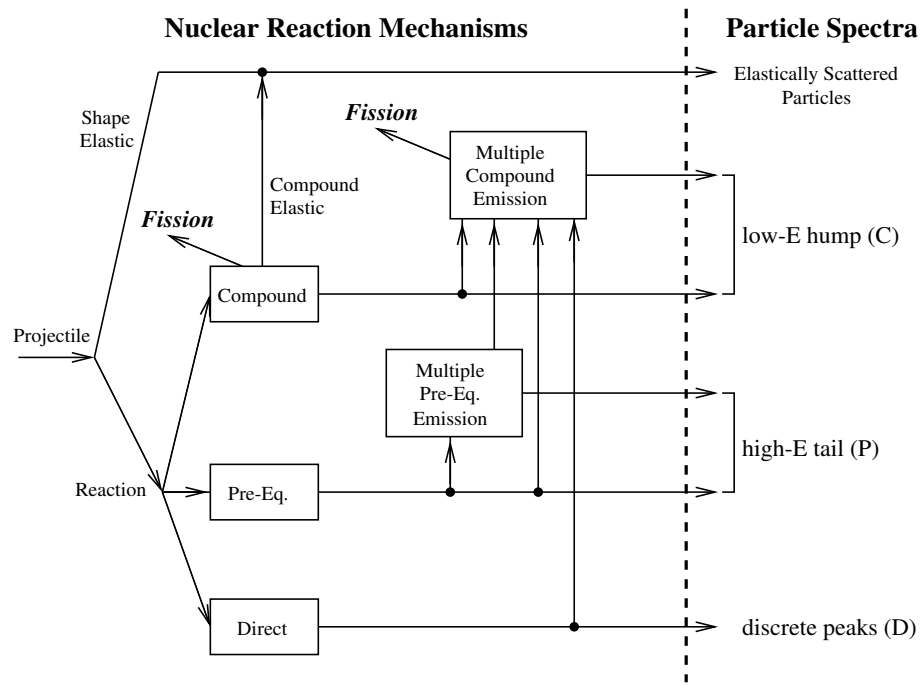 Nuclear Reaction Mechanisms
Particle Spectra
Elastically Scattered
Particles
Shape
Elastic
Fission
Multiple
Compound
Emission
Compound
Elastic
Fission
low-E hump (C)
Compound
Projectile
Multiple
Pre-Eq.
Emission
high-E tail (P)
Reaction
Pre-Eq.
Direct
discrete peaks (D)